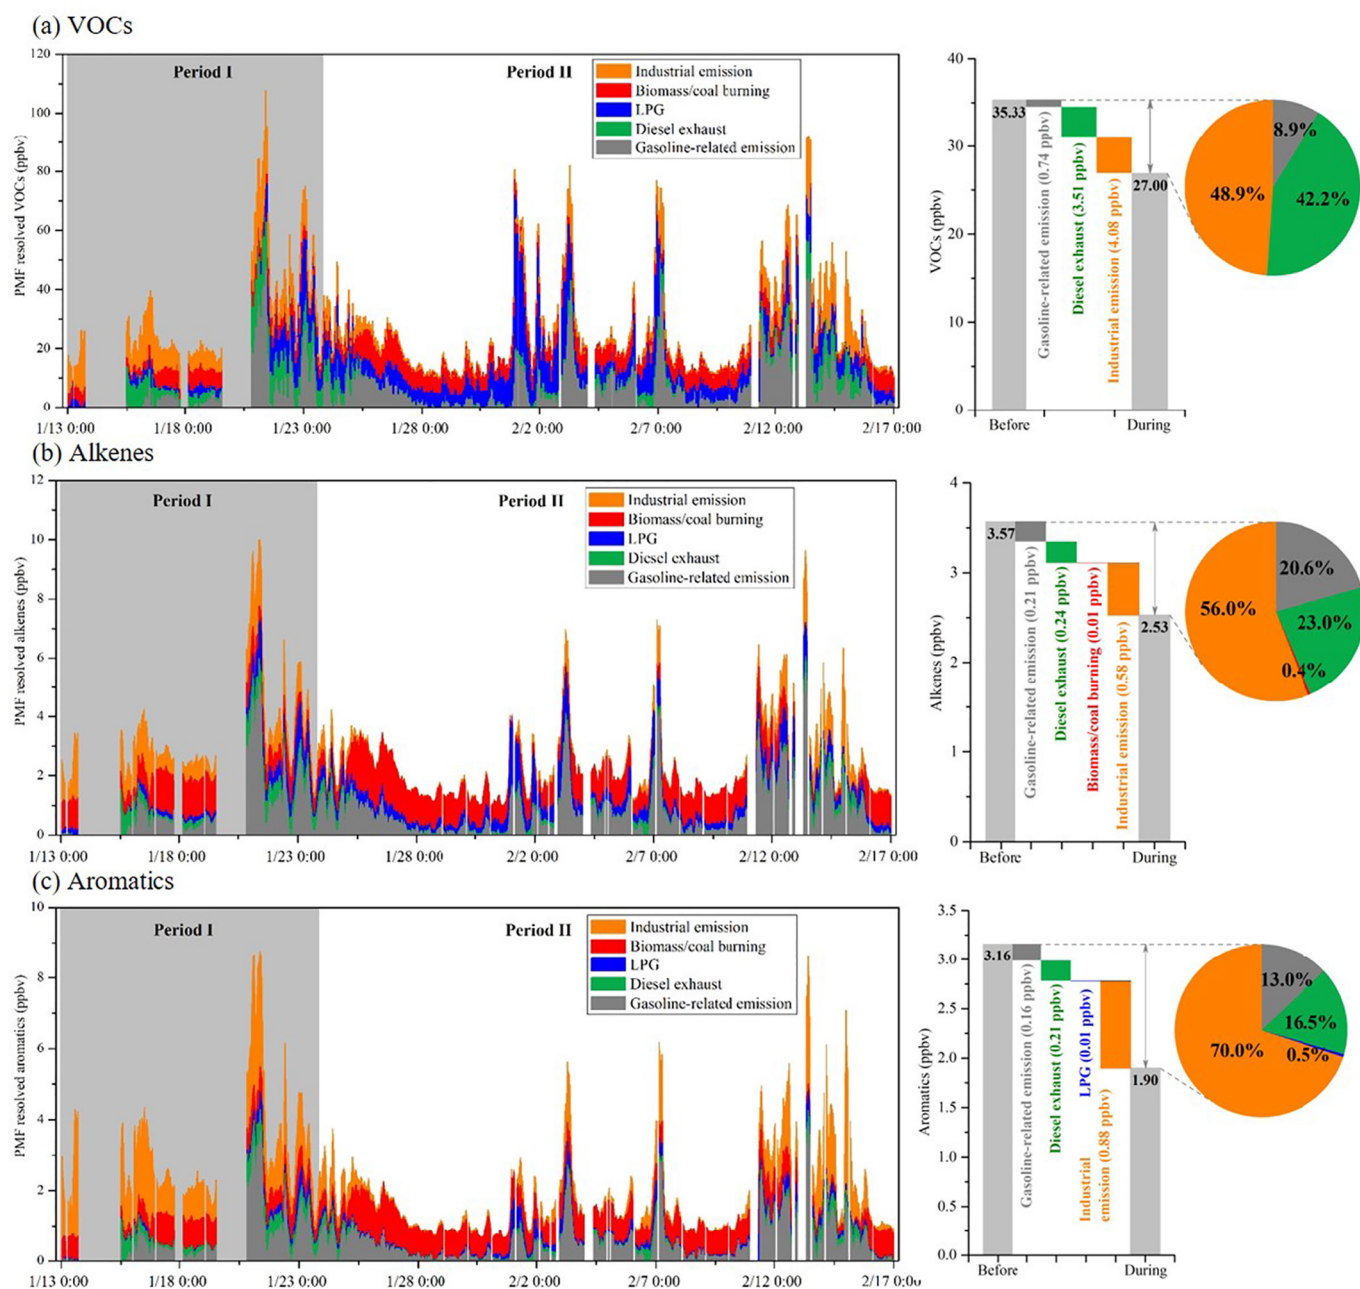 (a) VOCs
PMF resolved VOCs (ppbv)
120
100
80
60
40
20
0
Period I
Period II
Industrial emission
Biomass/coal burning
LPG
Diesel exhaust
Gasoline-related emission
1/13 0:00
1/18 0:00
1/23 0:00
1/28 0:00
2/2 0:00
2/7 0:00
2/12 0:00
2/17 0:00
VOCs (ppbv)
40
30
20
10
0
35.33
Gasoline-related emission (0.74 ppbv)
Diesel exhaust (3.51 ppbv)
Industrial emission (4.08 ppbv)
27.00
Before
During
8.9%
48.9%
42.2%
(b) Alkenes
PMF resolved alkenes (ppbv)
12
10
8
6
4
2
0
Period I
Period II
Industrial emission
Biomass/coal burning
LPG
Diesel exhaust
Gasoline-related emission
1/13 0:00
1/18 0:00
1/23 0:00
1/28 0:00
2/2 0:00
2/7 0:00
2/12 0:00
2/17 0:00
Alkenes (ppbv)
4
3
2
1
0
3.57
Gasoline-related emission (0.21 ppbv)
Diesel exhaust (0.24 ppbv)
Biomass/coal burning (0.01 ppbv)
Industrial emission (0.58 ppbv)
2.53
Before
During
20.6%
56.0%
23.0%
0.4%
(c) Aromatics
PMF resolved aromatics (ppbv)
10
8
6
4
2
0
Period I
Period II
Industrial emission
Biomass/coal burning
LPG
Diesel exhaust
Gasoline-related emission
1/13 0:00
1/18 0:00
1/23 0:00
1/28 0:00
2/2 0:00
2/7 0:00
2/12 0:00
2/17 0:00
Aromatics (ppbv)
3.5
3.0
2.5
2.0
1.5
1.0
0.5
0.0
3.16
Gasoline-related emission (0.16 ppbv)
Diesel exhaust (0.21 ppbv)
LPG (0.01 ppbv)
Industrial
emission (0.88 ppbv)
1.90
Before
During
13.0%
16.5%
70.0%
0.5%